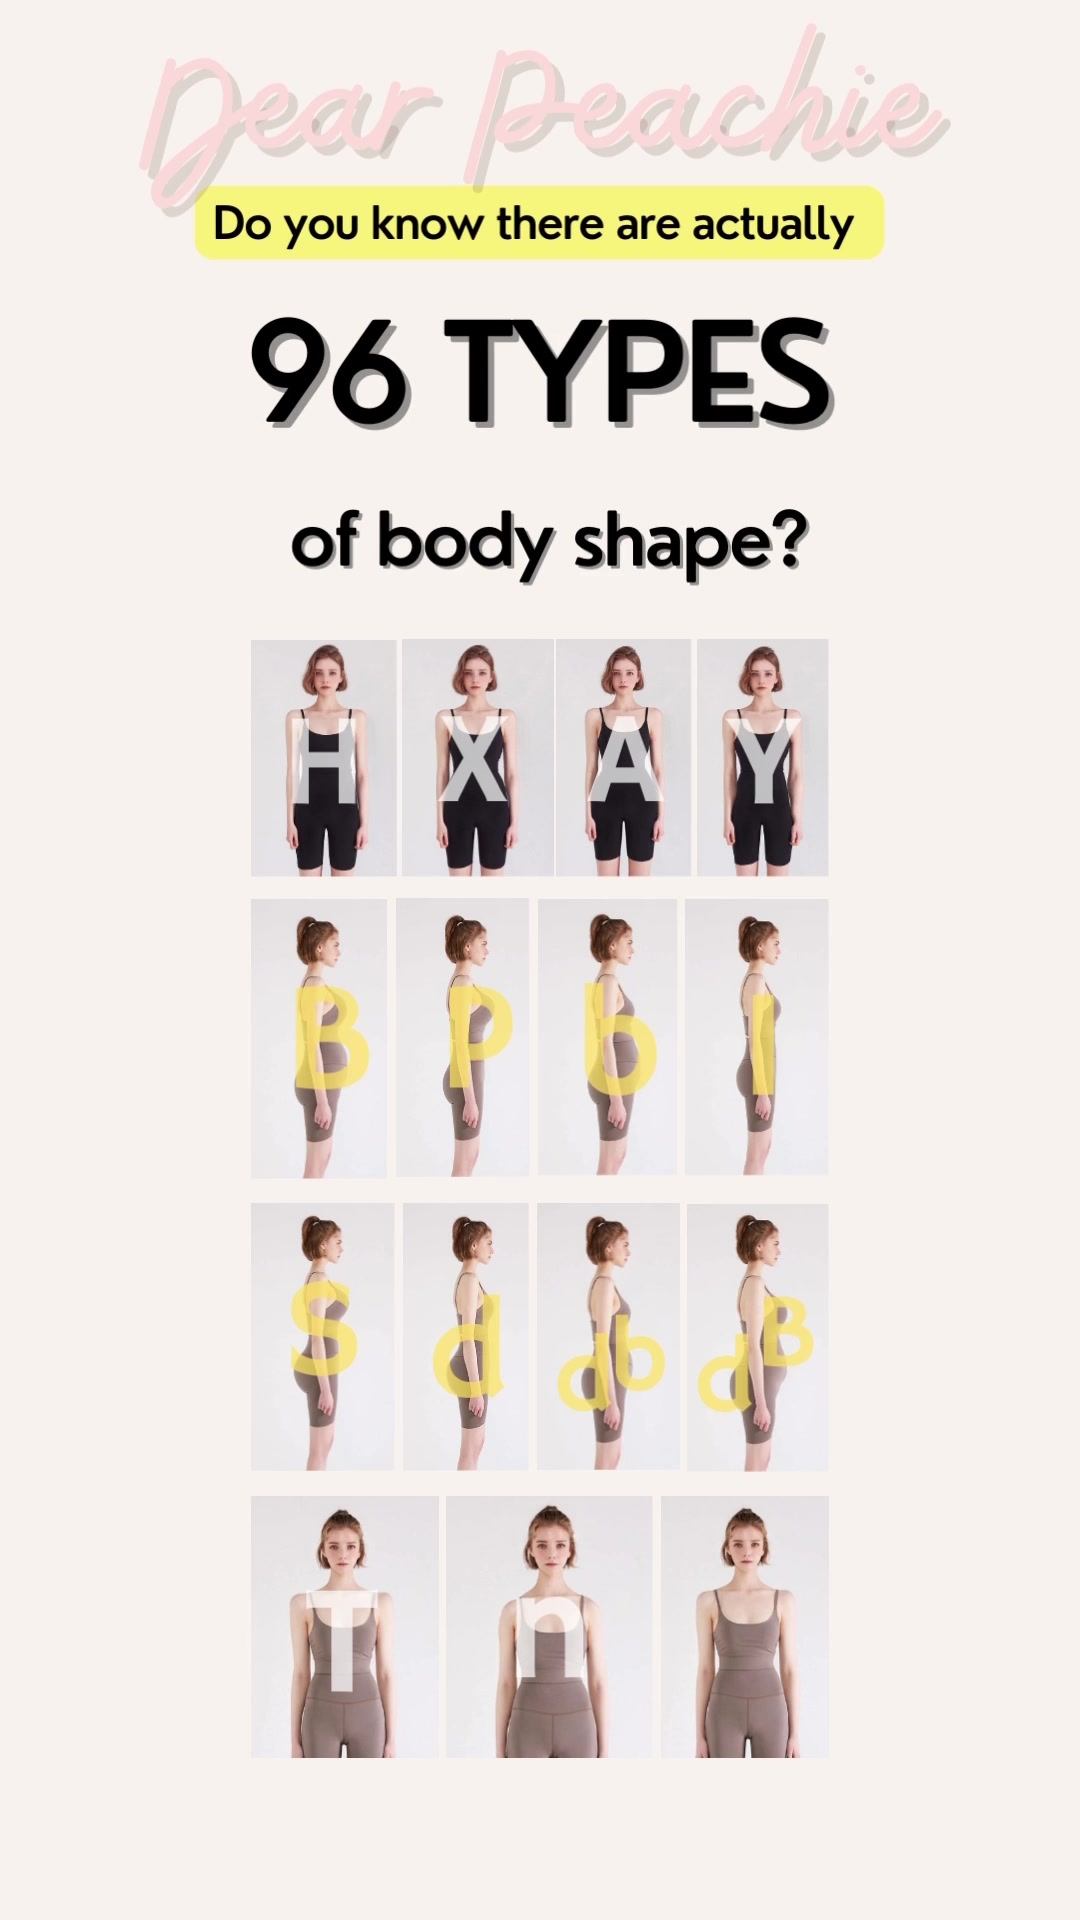 Dear Peachie
Do you know there are actually
96 TYPES
of body shape?
H X A Y
B P b I
S d db dB
T n